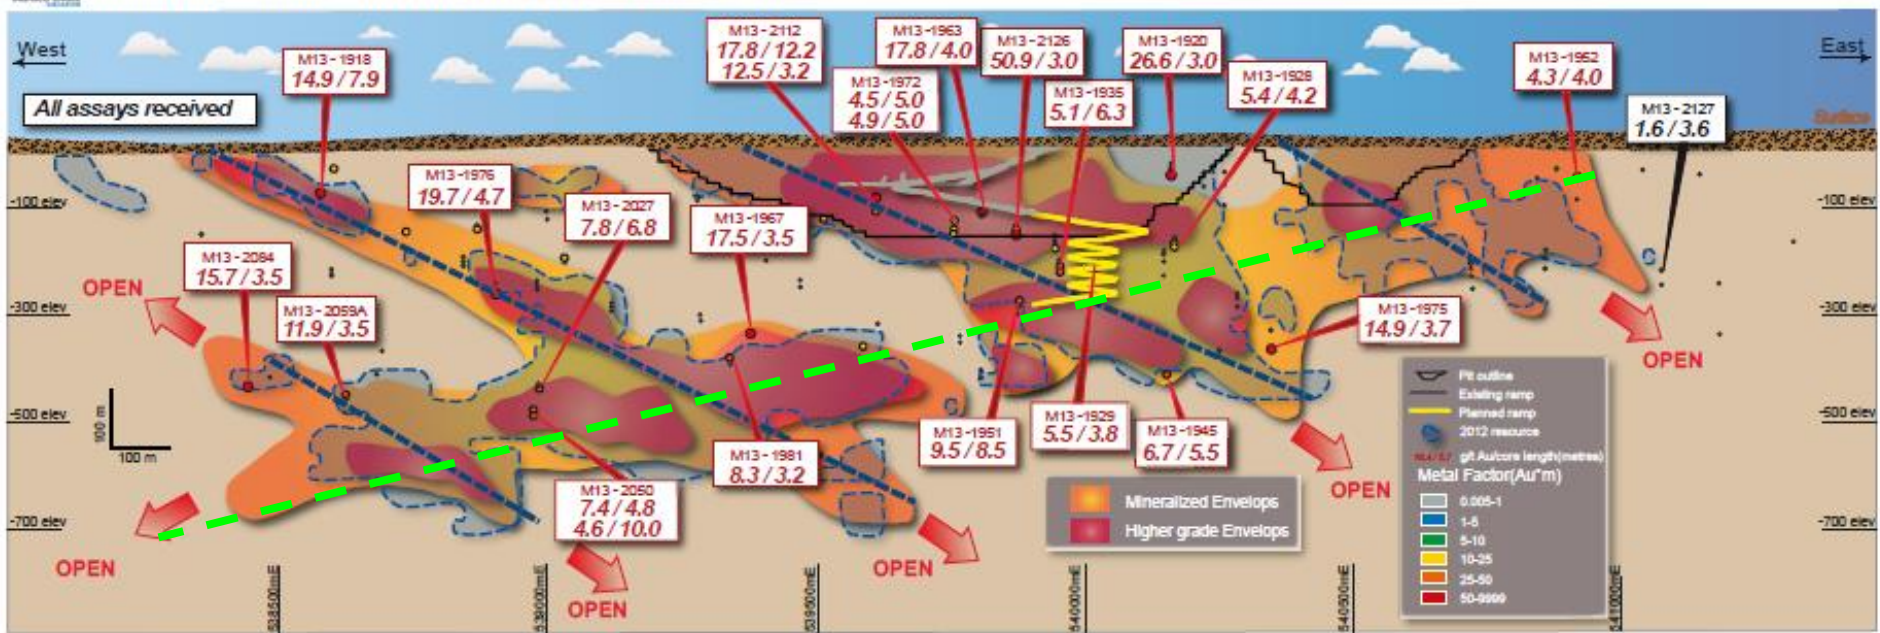 West
East
All assays received
Surface
M13-1918
14.9 / 7.9
M13-2112
17.8 / 12.2
12.5 / 3.2
M13-1963
17.8 / 4.0
M13-2126
50.9 / 3.0
M13-1920
26.6 / 3.0
M13-1952
4.3 / 4.0
M13-1972
4.5 / 5.0
4.9 / 5.0
M13-1935
5.1 / 6.3
M13-1928
5.4 / 4.2
M13-2127
1.6 / 3.6
M13-1976
19.7 / 4.7
M13-2027
7.8 / 6.8
M13-1967
17.5 / 3.5
M13-2084
15.7 / 3.5
M13-2059A
11.9 / 3.5
M13-1975
14.9 / 3.7
M13-1951
9.5 / 8.5
M13-1929
5.5 / 3.8
M13-1945
6.7 / 5.5
M13-1981
8.3 / 3.2
M13-2050
7.4 / 4.8
4.6 / 10.0
-100 elev
-300 elev
-500 elev
-700 elev
-100 elev
-300 elev
-500 elev
-700 elev
OPEN
OPEN
OPEN
OPEN
OPEN
OPEN
100 m
100 m
Mineralized Envelops
Higher grade Envelops
Pit outline
Existing ramp
Planned ramp
2012 resource
g/t Au/core length(metres)
Metal Factor(Au*m)
0.005-1
1-5
5-10
10-25
25-50
50-9999
538500mE
539500mE
540000mE
540500mE
541000mE